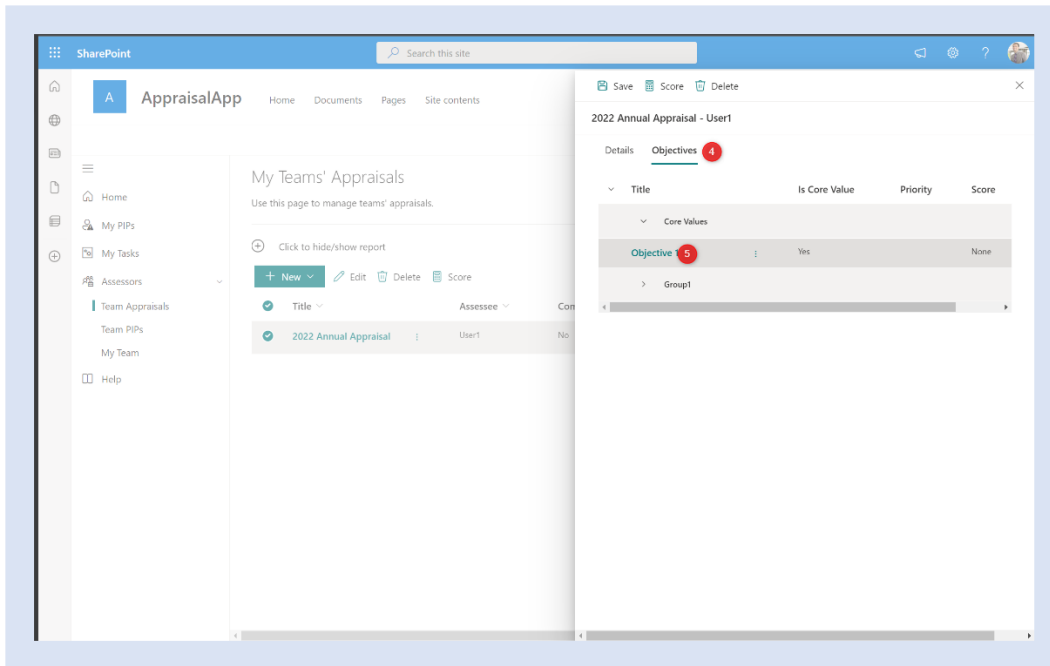 SharePoint
Search this site
?
A
AppraisalApp
Home Documents Pages Site contents
Home
My PIPs
My Tasks
Assessors
Team Appraisals
Team PIPs
My Team
Help
My Teams' Appraisals
Use this page to manage teams' appraisals.
Click to hide/show report
+ New Edit Delete Score
Title Assessee Com
2022 Annual Appraisal User1 No
Save Score Delete
2022 Annual Appraisal - User1
Details Objectives 4
Title Is Core Value Priority Score
Core Values
Objective 5 Yes None
Group1